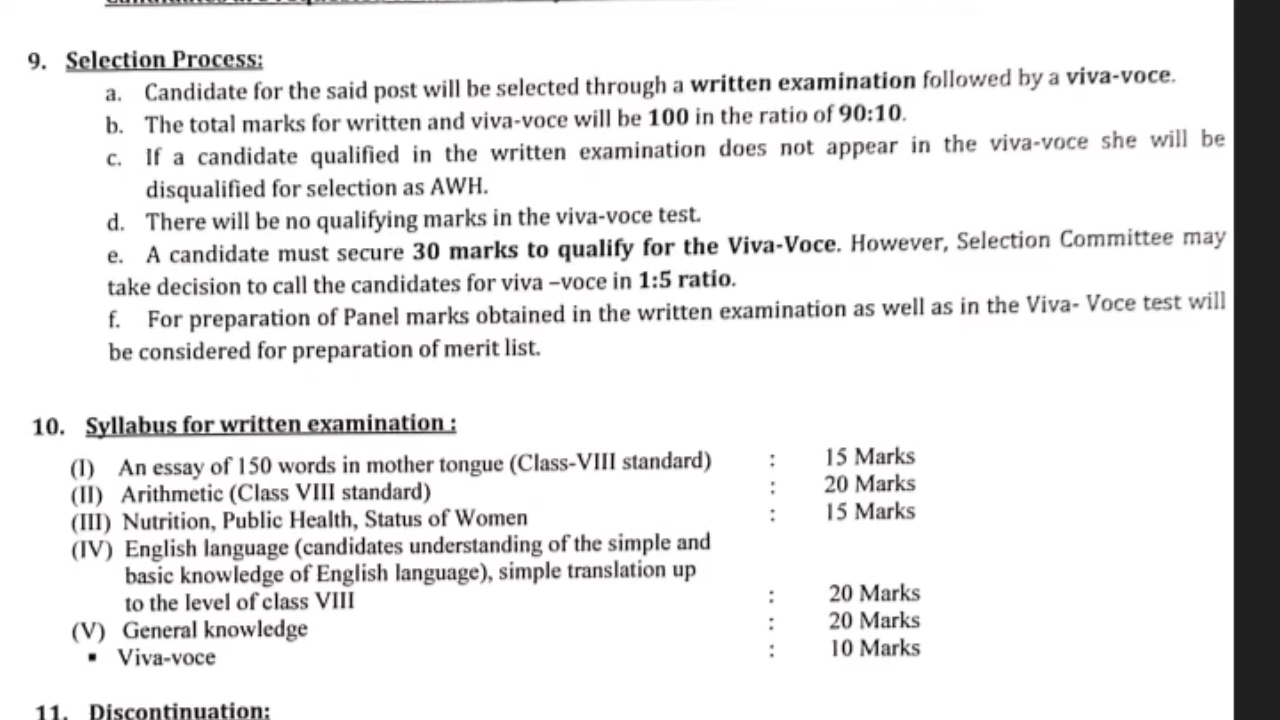 9. Selection Process:
a. Candidate for the said post will be selected through a written examination followed by a viva-voce.
b. The total marks for written and viva-voce will be 100 in the ratio of 90:10.
c. If a candidate qualified in the written examination does not appear in the viva-voce she will be
disqualified for selection as AWH.
d. There will be no qualifying marks in the viva-voce test.
e. A candidate must secure 30 marks to qualify for the Viva-Voce. However, Selection Committee may
take decision to call the candidates for viva –voce in 1:5 ratio.
f. For preparation of Panel marks obtained in the written examination as well as in the Viva- Voce test will
be considered for preparation of merit list.
10. Syllabus for written examination :
(I) An essay of 150 words in mother tongue (Class-VIII standard) : 15 Marks
(II) Arithmetic (Class VIII standard) : 20 Marks
(III) Nutrition, Public Health, Status of Women : 15 Marks
(IV) English language (candidates understanding of the simple and
basic knowledge of English language), simple translation up
to the level of class VIII : 20 Marks
(V) General knowledge : 20 Marks
▪ Viva-voce : 10 Marks
11. Discontinuation: